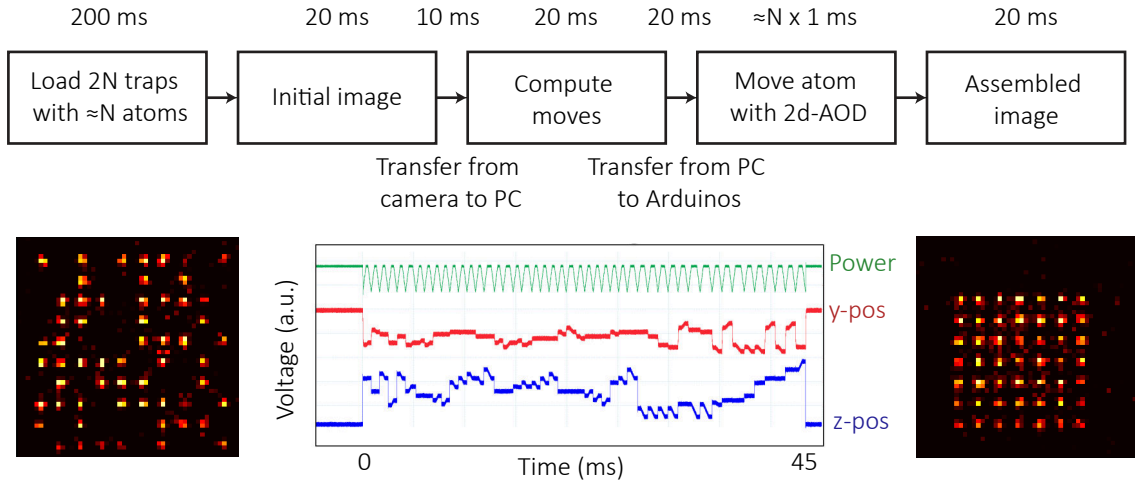 200 ms
20 ms
10 ms
20 ms
20 ms
≈N x 1 ms
20 ms
Load 2N traps
with ≈N atoms
Initial image
Compute
moves
Move atom
with 2d-AOD
Assembled
image
Transfer from
camera to PC
Transfer from PC
to Arduinos
Voltage (a.u.)
Power
y-pos
z-pos
0
Time (ms)
45